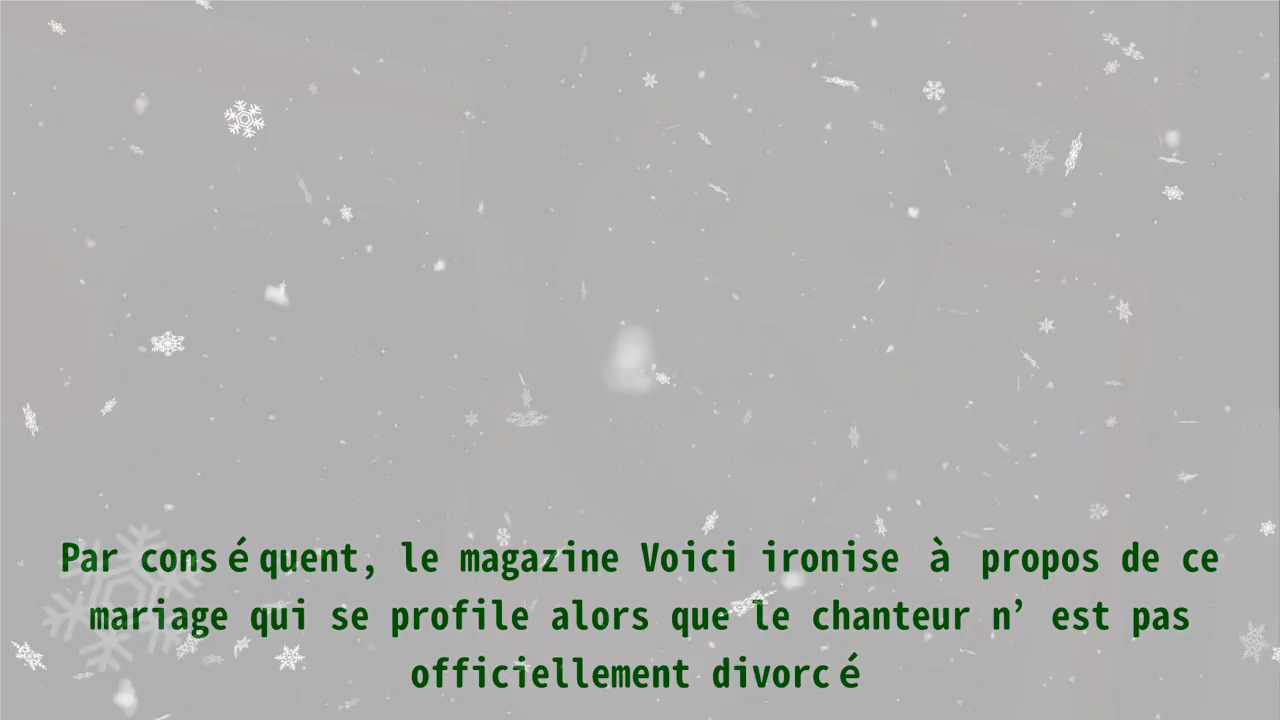 Par conséquent, le magazine Voici ironise à propos de ce
mariage qui se profile alors que le chanteur n’ est pas
officiellement divorcé